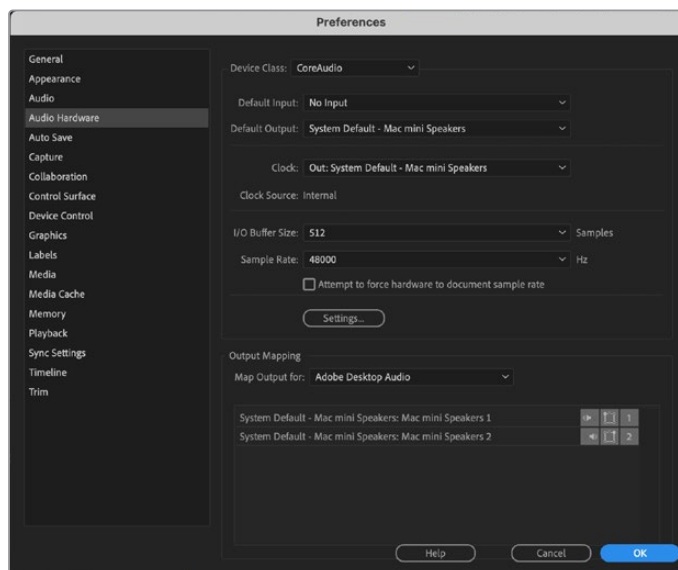 Preferences
General
Appearance
Audio
Audio Hardware
Auto Save
Capture
Collaboration
Control Surface
Device Control
Graphics
Labels
Media
Media Cache
Memory
Playback
Sync Settings
Timeline
Trim
Device Class: CoreAudio
Default Input: No Input
Default Output: System Default - Mac mini Speakers
Clock: Out: System Default - Mac mini Speakers
Clock Source: Internal
I/O Buffer Size: 512 Samples
Sample Rate: 48000 Hz
Attempt to force hardware to document sample rate
Settings...
Output Mapping
Map Output for: Adobe Desktop Audio
System Default - Mac mini Speakers: Mac mini Speakers 1 1
System Default - Mac mini Speakers: Mac mini Speakers 2 2
Help Cancel OK